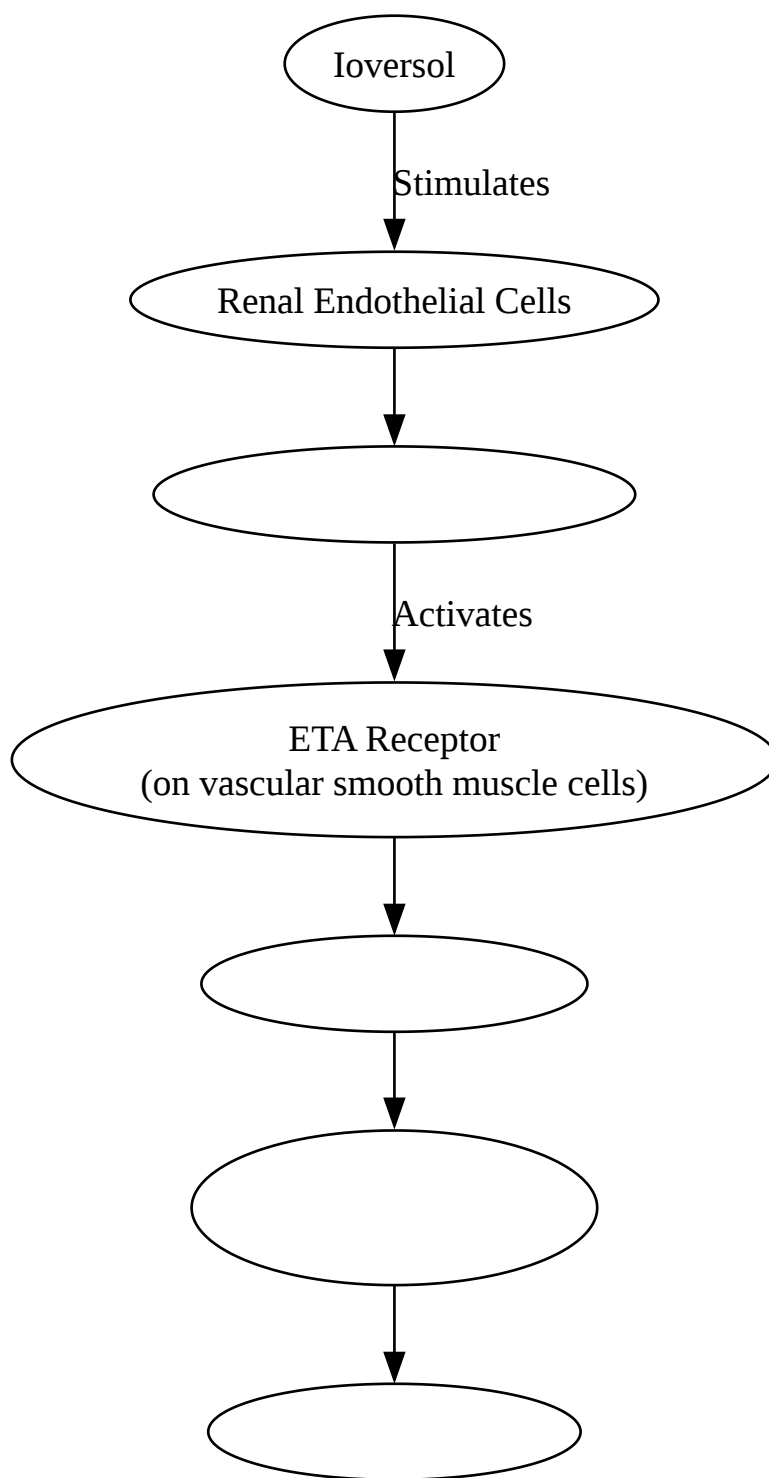 Ioversol
Stimulates
Renal Endothelial Cells
Activates
ETA Receptor
(on vascular smooth muscle cells)